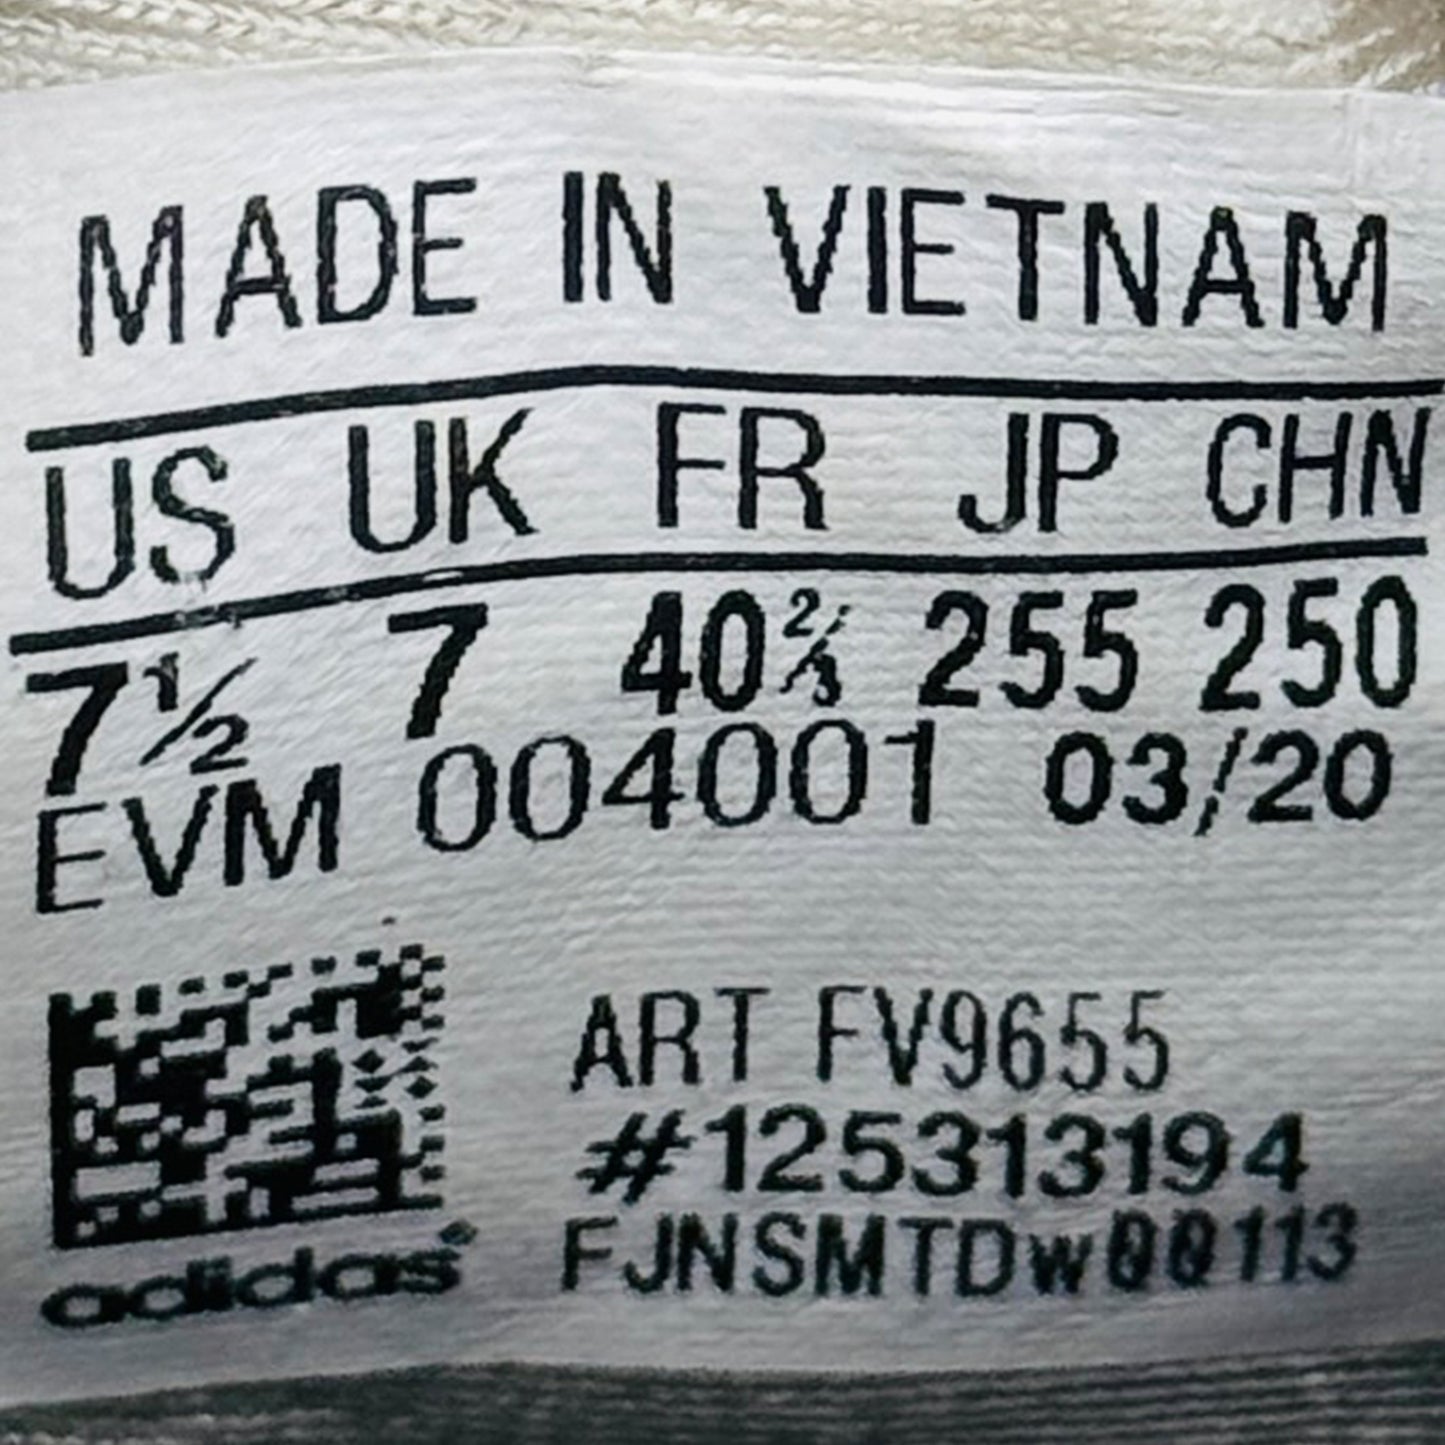 MADE IN VIETNAM
US UK FR JP CHN
7½ 7 40⅔ 255 250
EVM 004001 03/20
ART FV9655
#125313194
FJNSMTDw00113
adidas